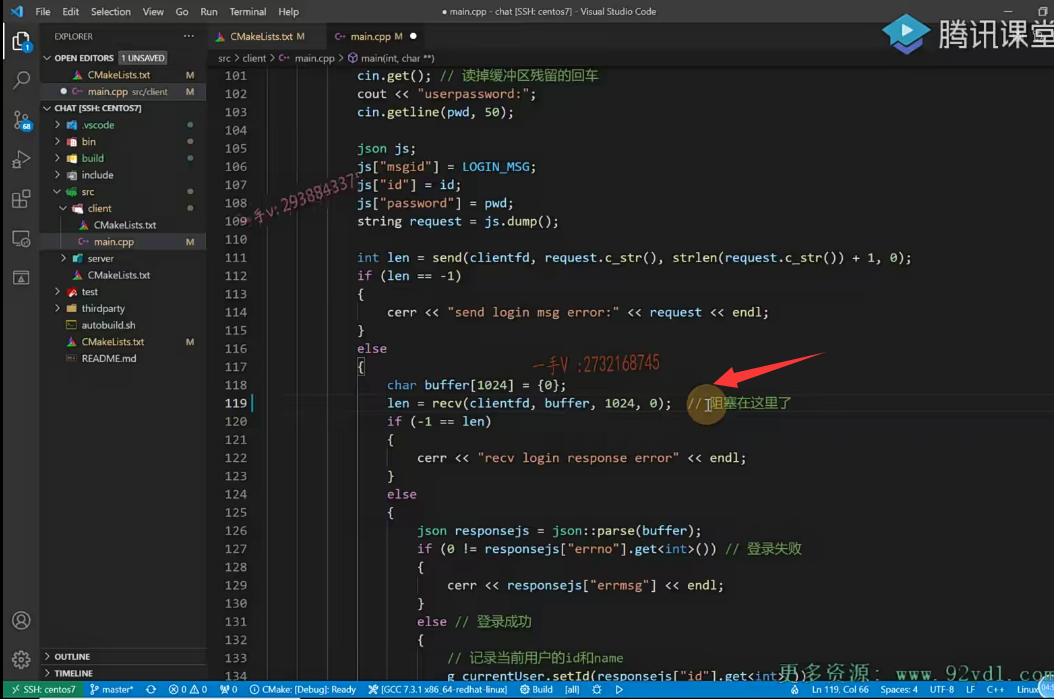 File Edit Selection View Go Run Terminal Help
● main.cpp - chat [SSH: centos7] - Visual Studio Code
腾讯课堂
EXPLORER ···
OPEN EDITORS 1 UNSAVED
CMakeLists.txt M
● main.cpp src/client M
CHAT [SSH: CENTOS7]
.vscode
bin
build
include
src
client
CMakeLists.txt
main.cpp M
server
CMakeLists.txt
test
thirdparty
autobuild.sh
CMakeLists.txt M
README.md
OUTLINE
TIMELINE
1
68
CMakeLists.txt M
main.cpp M ●
src > client > main.cpp > main(int, char **)
101 cin.get(); // 读掉缓冲区残留的回车
102 cout << "userpassword:";
103 cin.getline(pwd, 50);
104
105 json js;
106 js["msgid"] = LOGIN_MSG;
107 js["id"] = id;
108 js["password"] = pwd;
109 string request = js.dump();
110
111 int len = send(clientfd, request.c_str(), strlen(request.c_str()) + 1, 0);
112 if (len == -1)
113 {
114 cerr << "send login msg error:" << request << endl;
115 }
116 else
117 {
118 char buffer[1024] = {0};
119 len = recv(clientfd, buffer, 1024, 0); // 阻塞在这里了
120 if (-1 == len)
121 {
122 cerr << "recv login response error" << endl;
123 }
124 else
125 {
126 json responsejs = json::parse(buffer);
127 if (0 != responsejs["errno"].get<int>()) // 登录失败
128 {
129 cerr << responsejs["errmsg"] << endl;
130 }
131 else // 登录成功
132 {
133 // 记录当前用户的id和name
134 g_currentUser.setId(responsejs["id"].get<int>());
一手v:293884337
一手V :2732168745
更多资源: www.92vdl.com
SSH: centos7 master* 0 0 0 CMake: [Debug]: Ready [GCC 7.3.1 x86_64-redhat-linux] Build [all] Ln 119, Col 66 Spaces: 4 UTF-8 LF C++ Linux